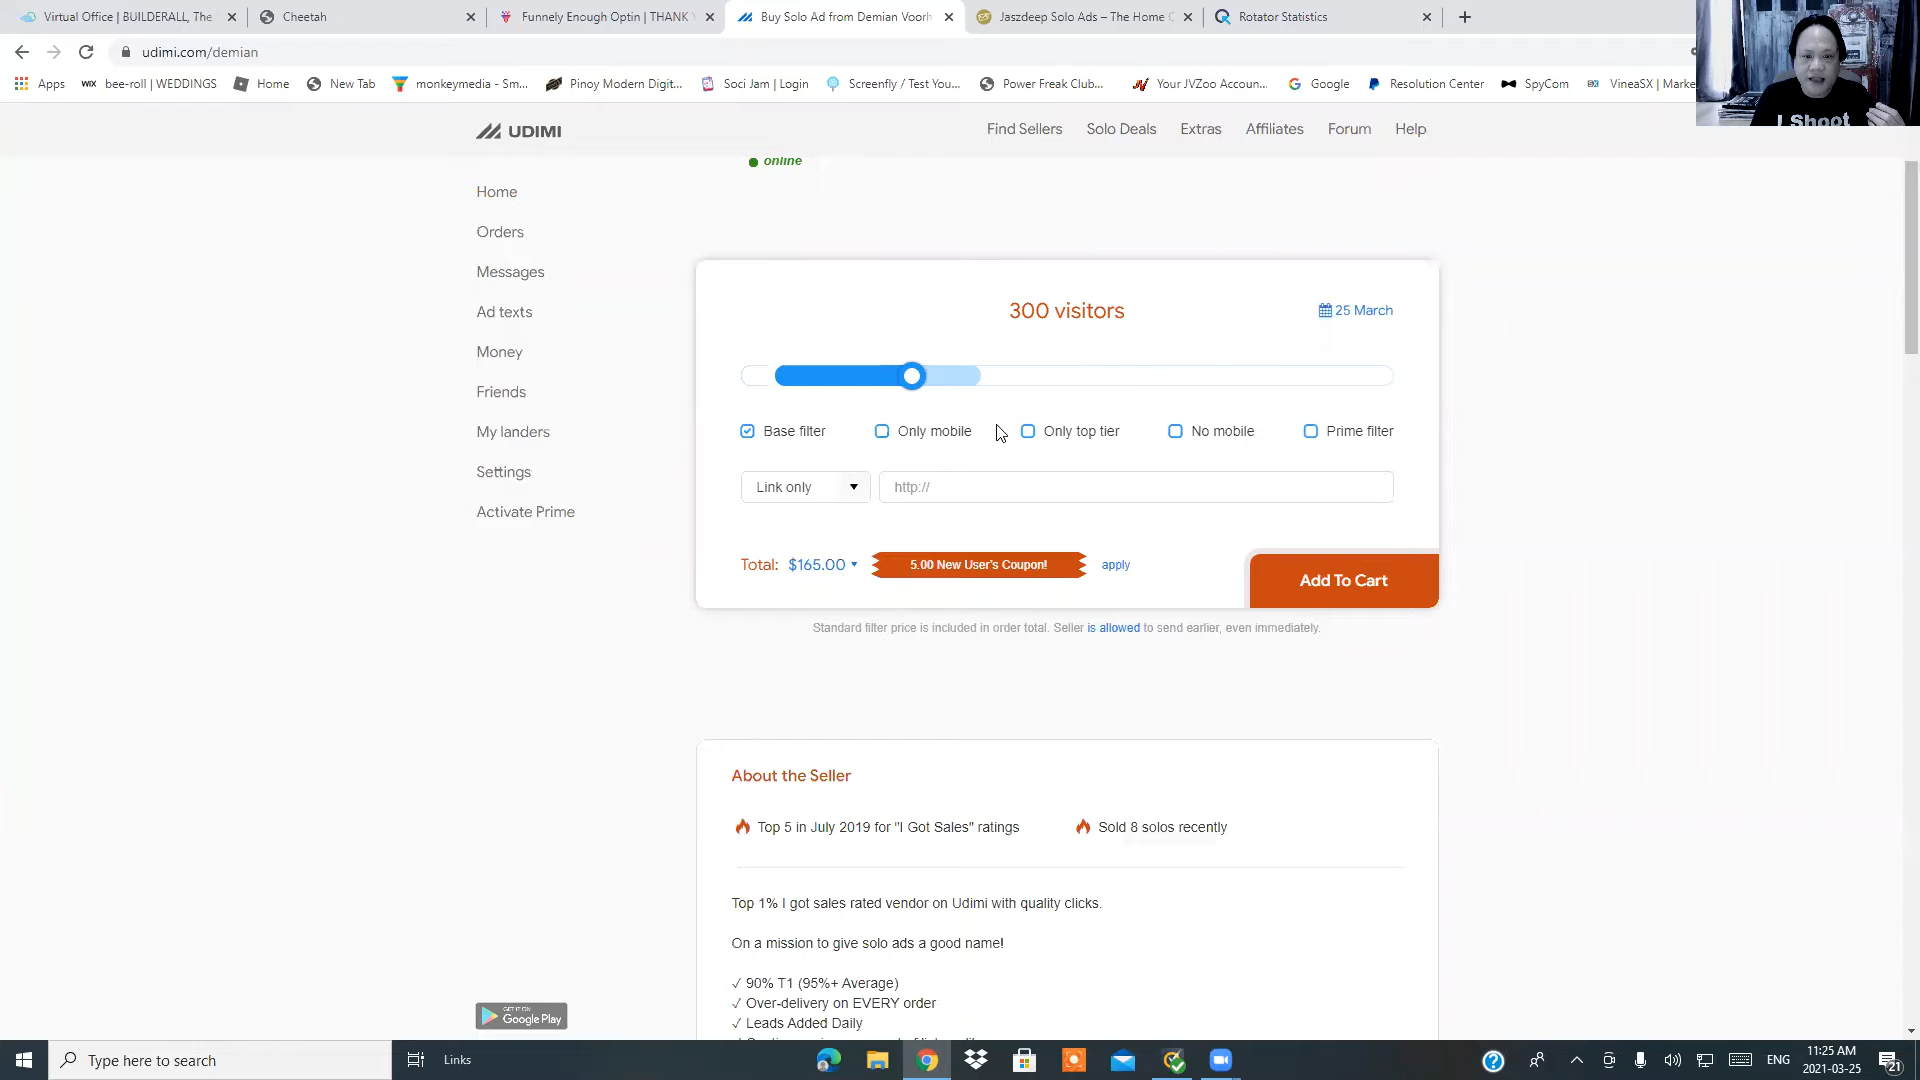 Virtual Office | BUILDERALL, The
Cheetah
Funnely Enough Optin | THANK
Buy Solo Ad from Demian Voorh
Jaszdeep Solo Ads – The Home
Rotator Statistics
udimi.com/demian
Apps
WIX bee-roll | WEDDINGS
Home
New Tab
monkeymedia - Sm...
Pinoy Modern Digit...
Soci Jam | Login
Screenfly / Test You...
Power Freak Club...
Your JVZoo Accoun...
Google
Resolution Center
SpyCom
VineaSX | Marke
I Shoot
UDIMI
Find Sellers
Solo Deals
Extras
Affiliates
Forum
Help
online
Home
Orders
Messages
Ad texts
Money
Friends
My landers
Settings
Activate Prime
300 visitors
25 March
Base filter
Only mobile
Only top tier
No mobile
Prime filter
Link only
http://
Total: $165.00
5.00 New User's Coupon!
apply
Add To Cart
Standard filter price is included in order total. Seller is allowed to send earlier, even immediately.
About the Seller
Top 5 in July 2019 for "I Got Sales" ratings
Sold 8 solos recently
Top 1% I got sales rated vendor on Udimi with quality clicks.
On a mission to give solo ads a good name!
✓ 90% T1 (95%+ Average)
✓ Over-delivery on EVERY order
✓ Leads Added Daily
GET IT ON
Google Play
Type here to search
Links
ENG
11:25 AM
2021-03-25
21